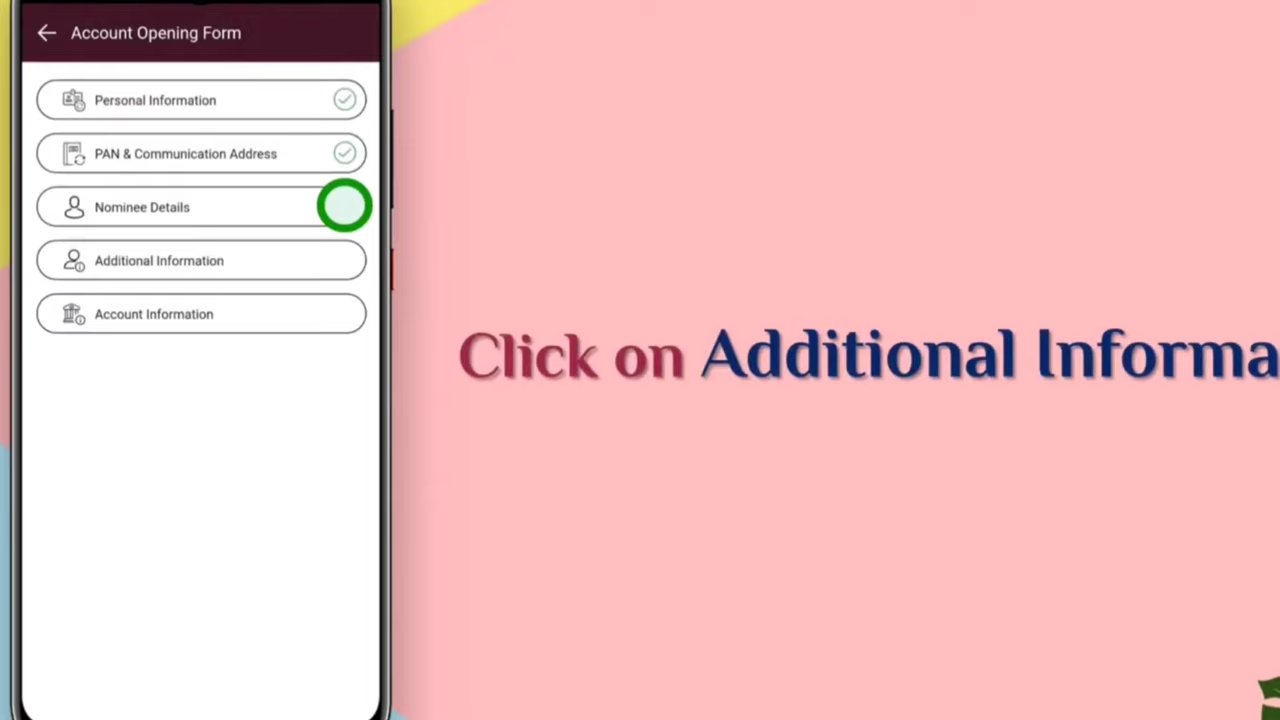 Account Opening Form
Personal Information
PAN & Communication Address
Nominee Details
Additional Information
Account Information
Click on Additional Informa